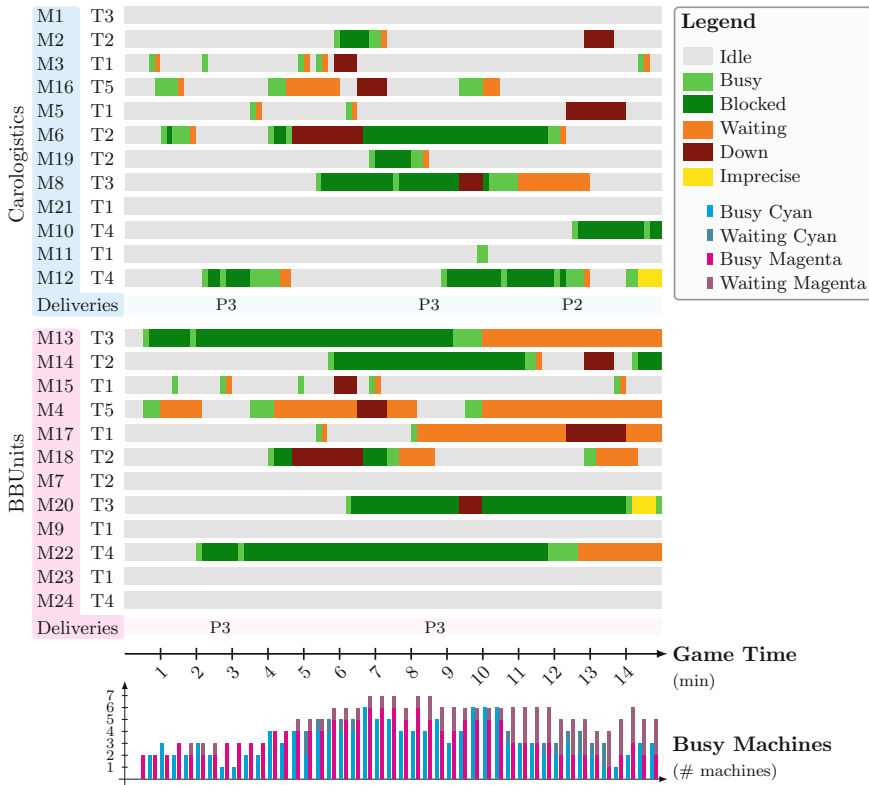 M1 T3
M2 T2
M3 T1
M16 T5
M5 T1
M6 T2
M19 T2
M8 T3
M21 T1
M10 T4
M11 T1
M12 T4
Carologistics
Deliveries P3 P3 P2
M13 T3
M14 T2
M15 T1
M4 T5
M17 T1
M18 T2
M7 T2
M20 T3
M9 T1
M22 T4
M23 T1
M24 T4
BBUnits
Deliveries P3 P3
Legend
Idle
Busy
Blocked
Waiting
Down
Imprecise
Busy Cyan
Waiting Cyan
Busy Magenta
Waiting Magenta
1 2 3 4 5 6 7 8 9 10 11 12 13 14
Game Time
(min)
7
6
5
4
3
2
1
Busy Machines
(# machines)